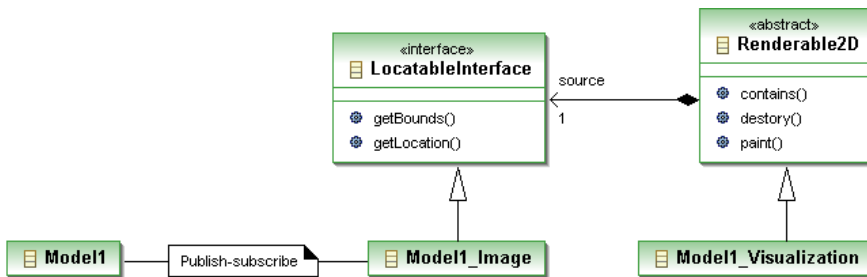 «interface»
LocatableInterface
getBounds()
getLocation()
source
1
«abstract»
Renderable2D
contains()
destory()
paint()
Model1
Publish-subscribe
Model1_Image
Model1_Visualization